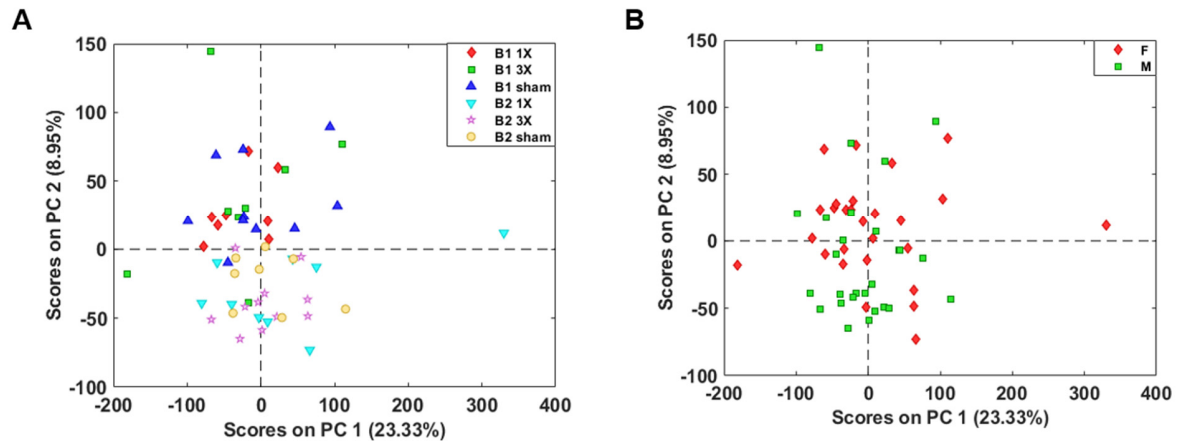 A
B
150
100
50
0
-50
-100
-200
-100
0
100
200
300
400
Scores on PC 2 (8.95%)
Scores on PC 1 (23.33%)
B1 1X
B1 3X
B1 sham
B2 1X
B2 3X
B2 sham
150
100
50
0
-50
-100
-200
-100
0
100
200
300
400
Scores on PC 2 (8.95%)
Scores on PC 1 (23.33%)
F
M